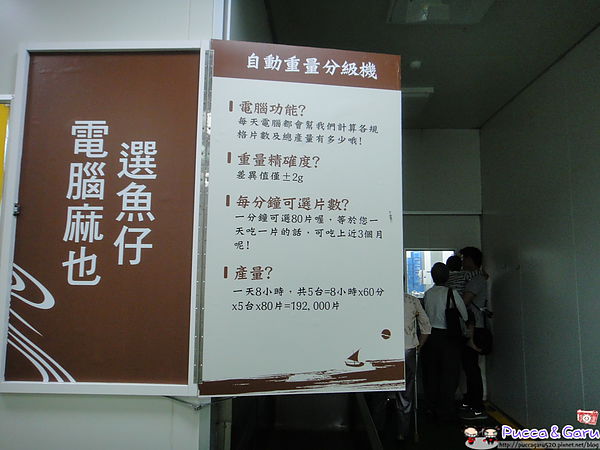 電腦麻也
選魚仔
自動重量分級機
電腦功能?
每天電腦都會幫我們計算各規
格片數及總產量有多少哦!
重量精確度?
差異值僅±2g
每分鐘可選片數?
一分鐘可選80片喔，等於您一
天吃一片的話，可吃上近3個月
呢!
產量?
一天8小時，共5台=8小時x60分
x5台x80片=192,000片
Pucca & Garu
http://puccagaru520.pixnet.net/blog